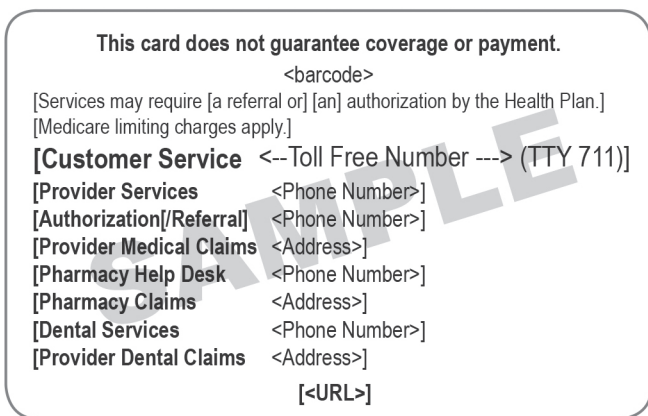 This card does not guarantee coverage or payment.
<barcode>
[Services may require [a referral or] [an] authorization by the Health Plan.]
[Medicare limiting charges apply.]
[Customer Service <--Toll Free Number ---> (TTY 711)]
[Provider Services <Phone Number>]
[Authorization[/Referral] <Phone Number>]
[Provider Medical Claims <Address>]
[Pharmacy Help Desk <Phone Number>]
[Pharmacy Claims <Address>]
[Dental Services <Phone Number>]
[Provider Dental Claims <Address>]
[<URL>]
SAMPLE